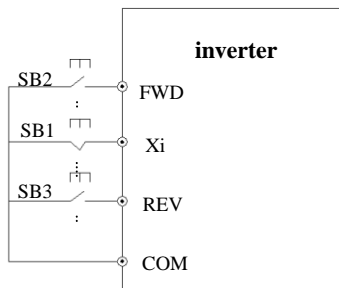 inverter
SB2
FWD
SB1
Xi
SB3
REV
COM